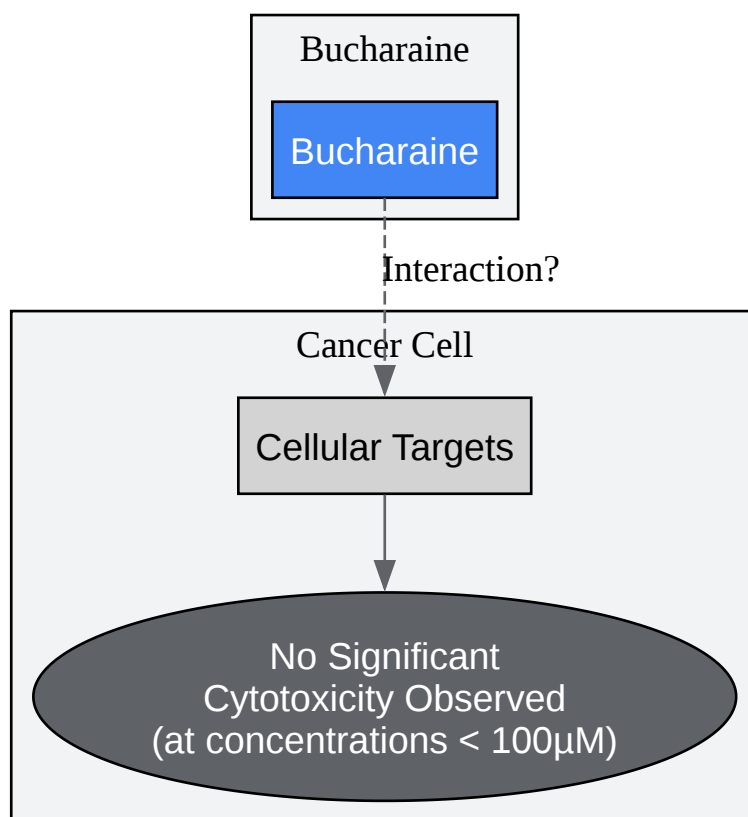 Bucharaine
Bucharaine
Interaction?
Cancer Cell
Cellular Targets
No Significant
Cytotoxicity Observed
(at concentrations < 100µM)